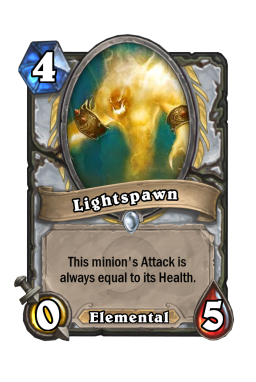 4
Lightspawn
This minion's Attack is
always equal to its Health.
0
Elemental
5